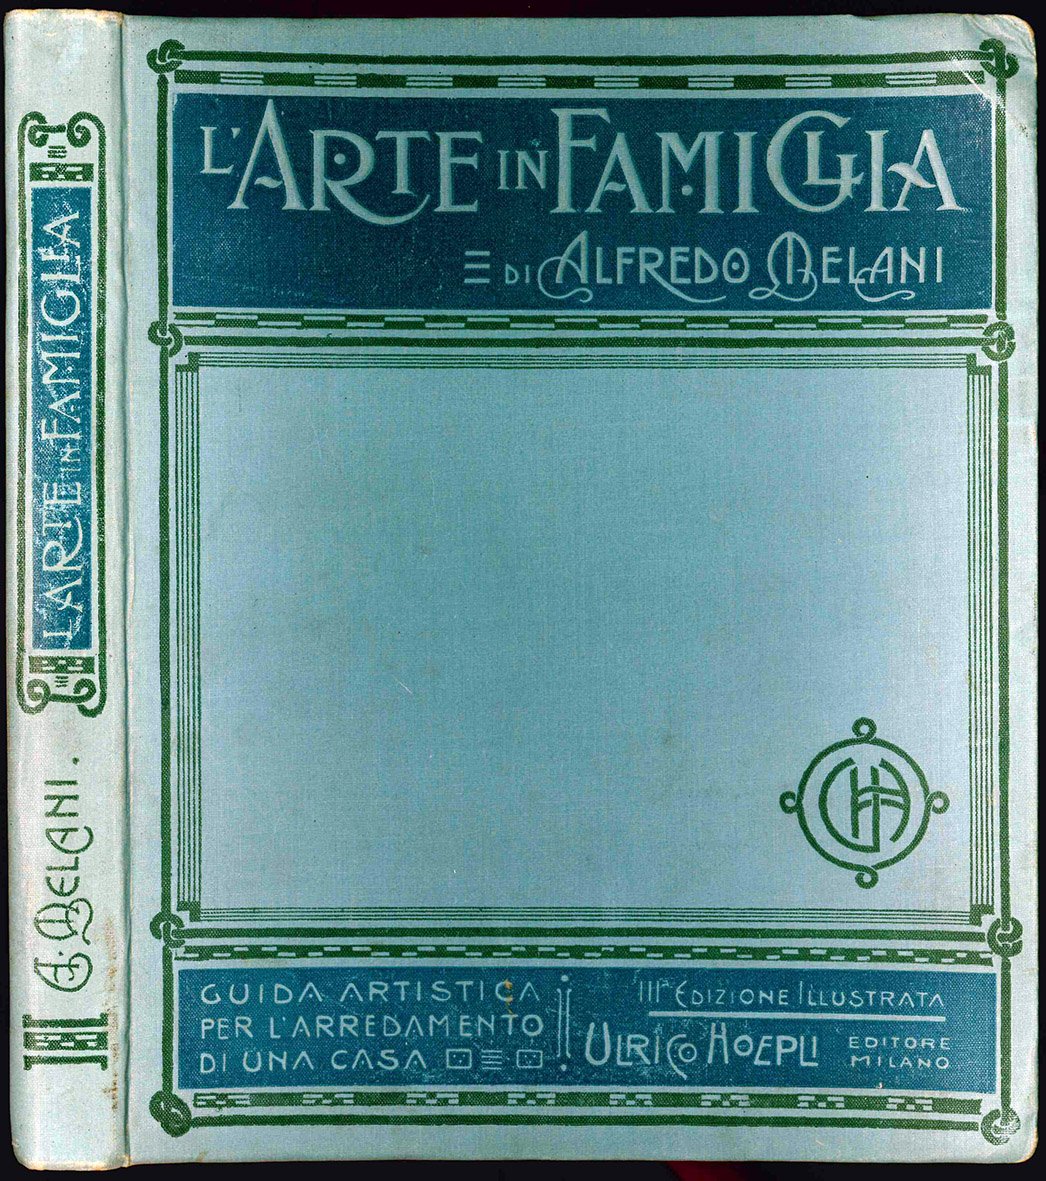 L'ARTE IN FAMIGLIA
A. MELANI.
L'ARTE IN FAMIGLIA
DI ALFREDO MELANI
GUIDA ARTISTICA
PER L'ARREDAMENTO
DI UNA CASA
IIIª EDIZIONE ILLUSTRATA
ULRICO HOEPLI
EDITORE
MILANO